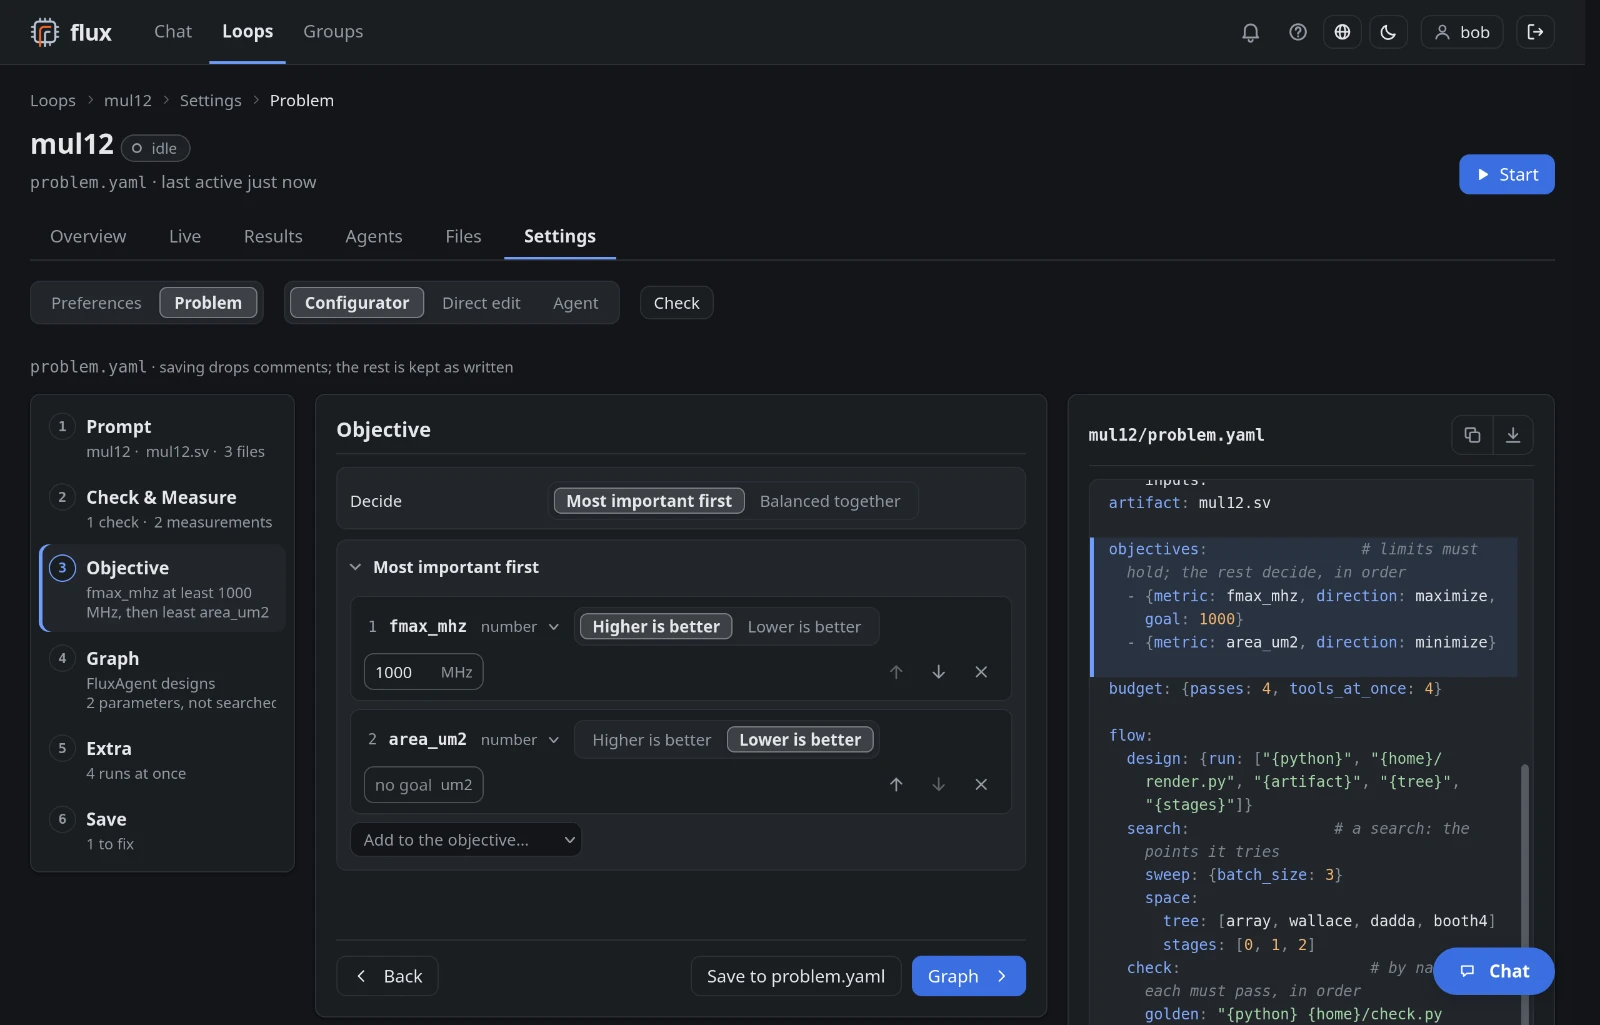 flux
Chat
Loops
Groups
bob
Loops > mul12 > Settings > Problem
mul12
idle
problem.yaml · last active just now
Start
Overview
Live
Results
Agents
Files
Settings
Preferences
Problem
Configurator
Direct edit
Agent
Check
problem.yaml · saving drops comments; the rest is kept as written
1 Prompt
mul12 · mul12.sv · 3 files
2 Check & Measure
1 check · 2 measurements
3 Objective
fmax_mhz at least 1000
MHz, then least area_um2
4 Graph
FluxAgent designs
2 parameters, not searched
5 Extra
4 runs at once
6 Save
1 to fix
Objective
Decide
Most important first
Balanced together
Most important first
1 fmax_mhz number
Higher is better
Lower is better
1000 MHz
2 area_um2 number
Higher is better
Lower is better
no goal um2
Add to the objective...
Back
Save to problem.yaml
Graph
mul12/problem.yaml
inputs:
artifact: mul12.sv
objectives: # limits must
hold; the rest decide, in order
- {metric: fmax_mhz, direction: maximize,
goal: 1000}
- {metric: area_um2, direction: minimize}
budget: {passes: 4, tools_at_once: 4}
flow:
design: {run: ["{python}", "{home}/
render.py", "{artifact}", "{tree}",
"{stages}"]}
search: # a search: the
points it tries
sweep: {batch_size: 3}
space:
tree: [array, wallace, dadda, booth4]
stages: [0, 1, 2]
check: # by na
each must pass, in order
golden: "{python} {home}/check.py
Chat